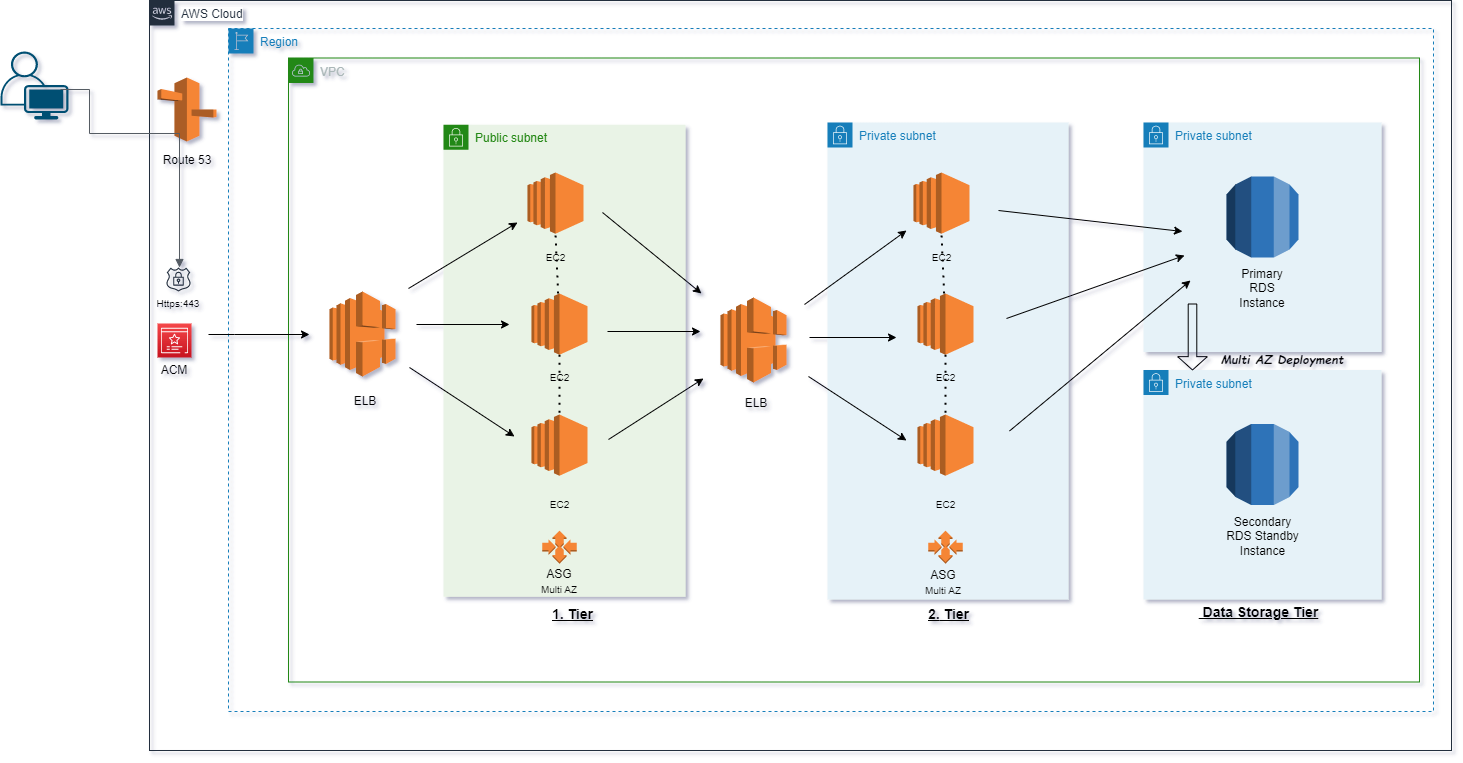 aws
AWS Cloud
Region
VPC
Route 53
Https:443
ACM
ELB
Public subnet
EC2
EC2
EC2
ASG
Multi AZ
1. Tier
ELB
Private subnet
EC2
EC2
EC2
ASG
Multi AZ
2. Tier
Private subnet
Primary
RDS
Instance
Multi AZ Deployment
Private subnet
Secondary
RDS Standby
Instance
Data Storage Tier